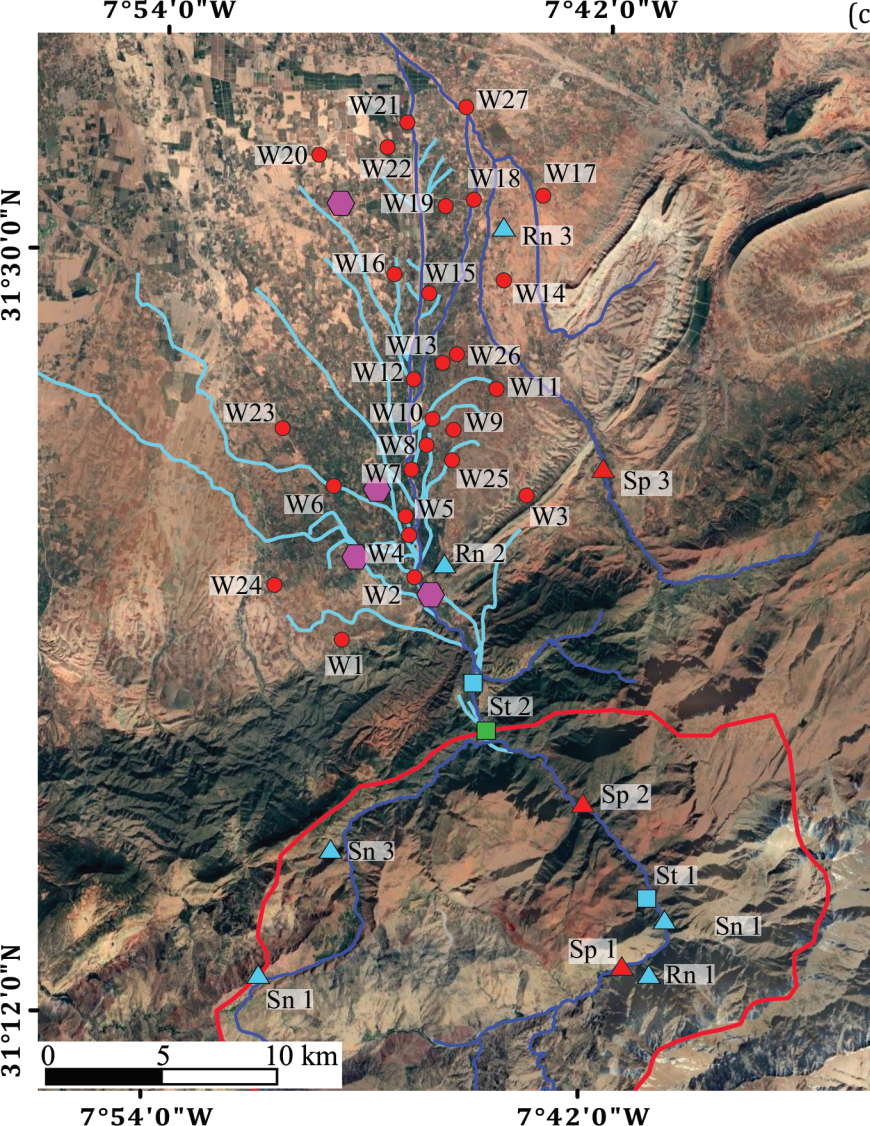 7°54'0"W 7°42'0"W (c
W21 W27
W20 W22
W18 W17
W19
Rn 3
31°30'0"N
W16 W15
W14
W13 W26
W12 W11
W23 W10 W9
W8
W7 W25
W6 W5 W3
Sp 3
W4 Rn 2
W24 W2
W1
St 2
Sp 2
Sn 3
St 1
Sn 1
Sp 1
Rn 1
Sn 1
31°12'0"N
0 5 10 km
7°54'0"W 7°42'0"W